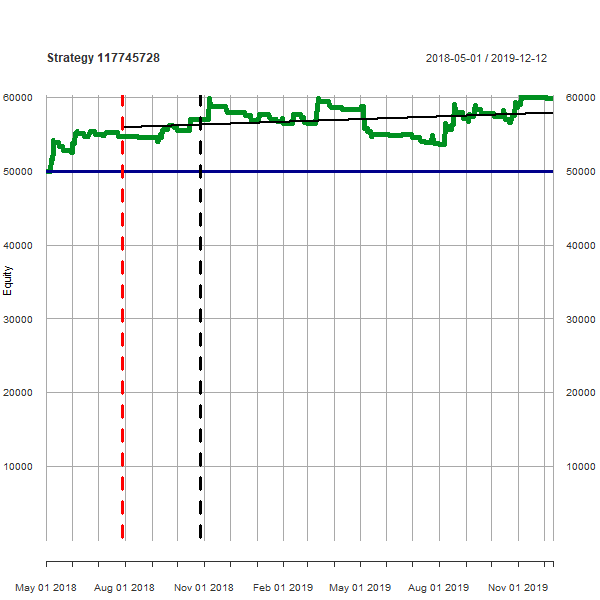 Strategy 117745728
2018-05-01 / 2019-12-12
60000
60000
50000
50000
40000
40000
30000
30000
20000
20000
10000
10000
Equity
May 01 2018
Aug 01 2018
Nov 01 2018
Feb 01 2019
May 01 2019
Aug 01 2019
Nov 01 2019